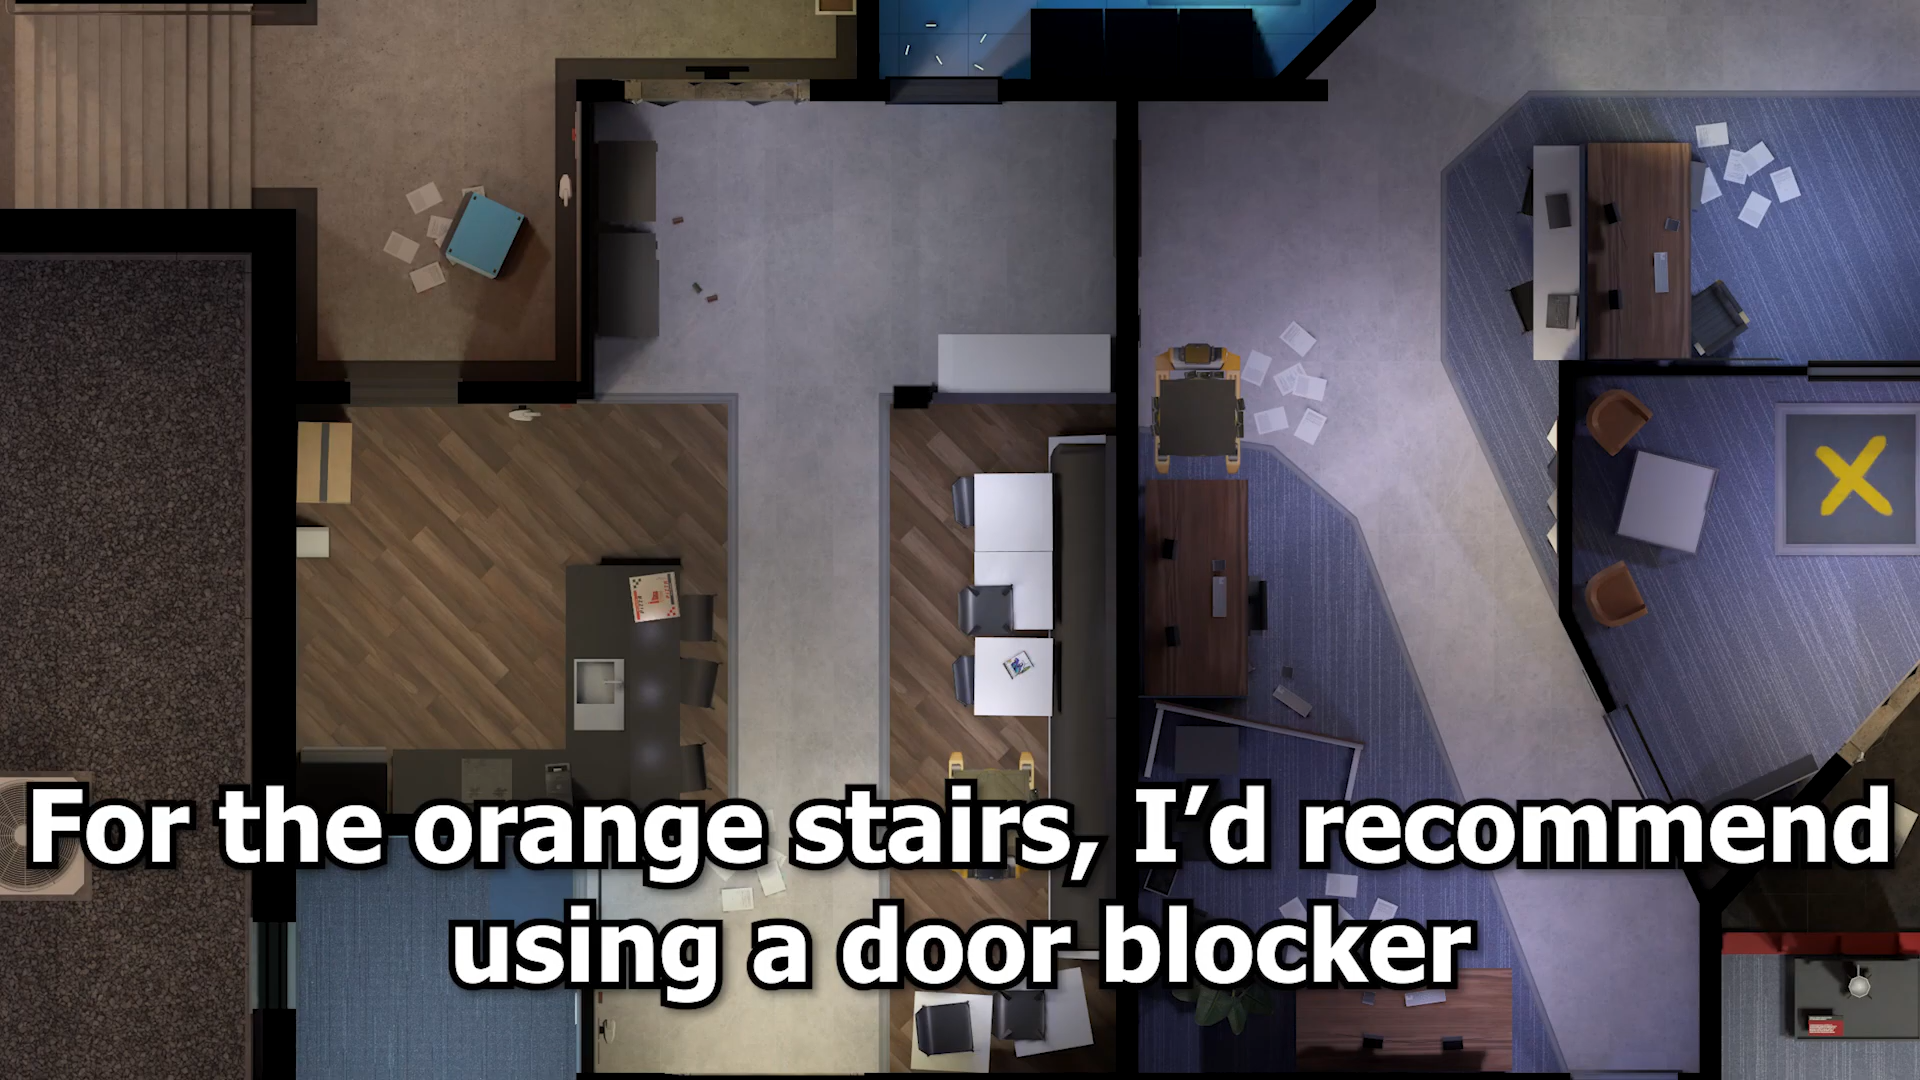 For the orange stairs, I’d recommend
using a door blocker